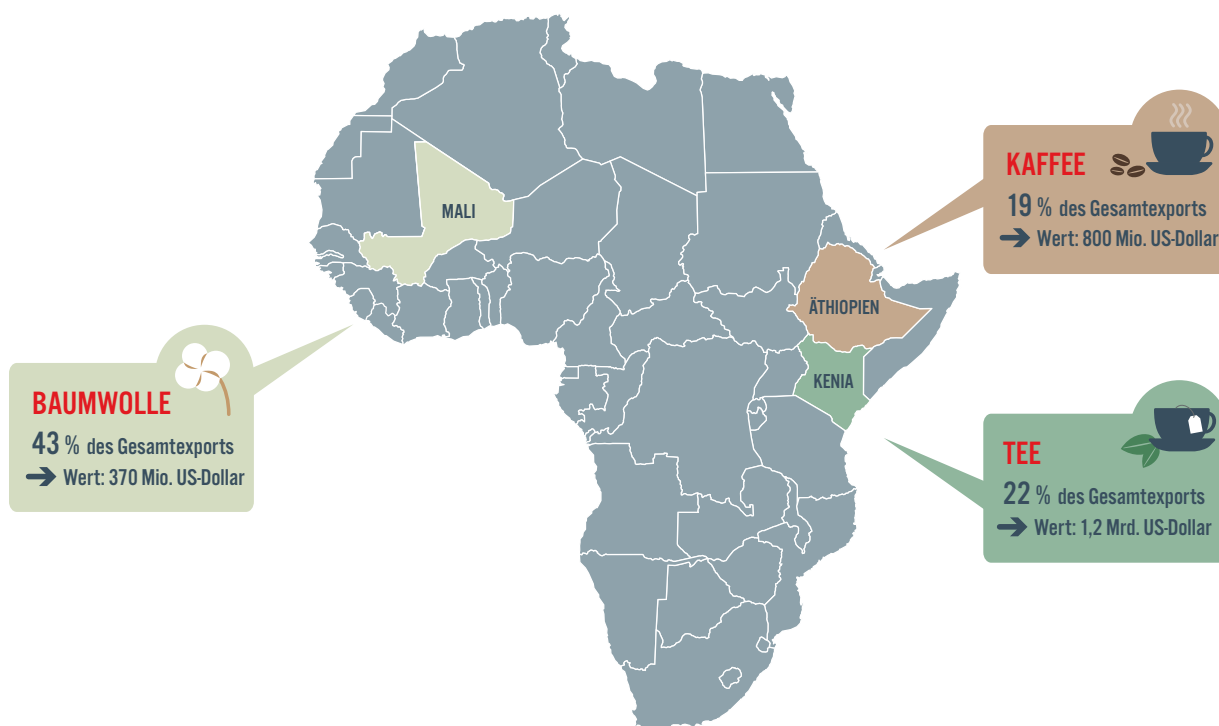 KAFFEE
19 % des Gesamtexports
➔ Wert: 800 Mio. US-Dollar
MALI
ÄTHIOPIEN
KENIA
BAUMWOLLE
43 % des Gesamtexports
➔ Wert: 370 Mio. US-Dollar
TEE
22 % des Gesamtexports
➔ Wert: 1,2 Mrd. US-Dollar